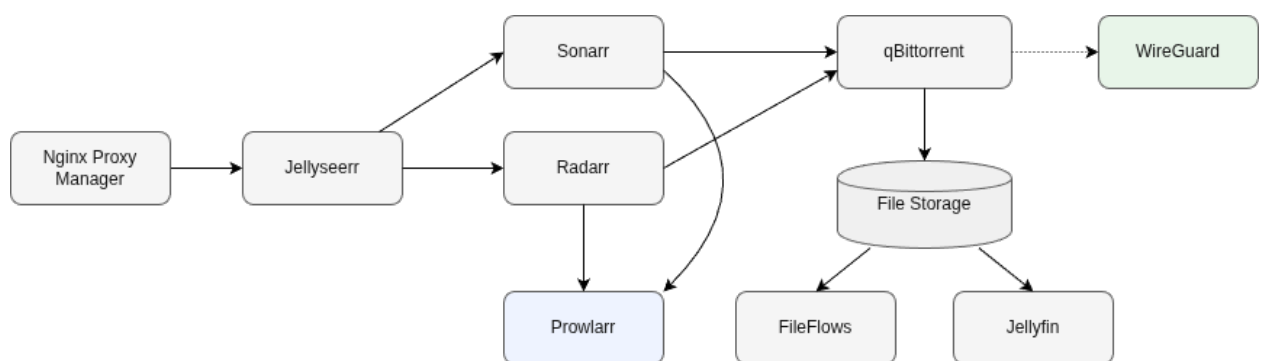 Sonarr
qBittorrent
WireGuard
Nginx Proxy
Manager
Jellyseerr
Radarr
File Storage
Prowlarr
FileFlows
Jellyfin